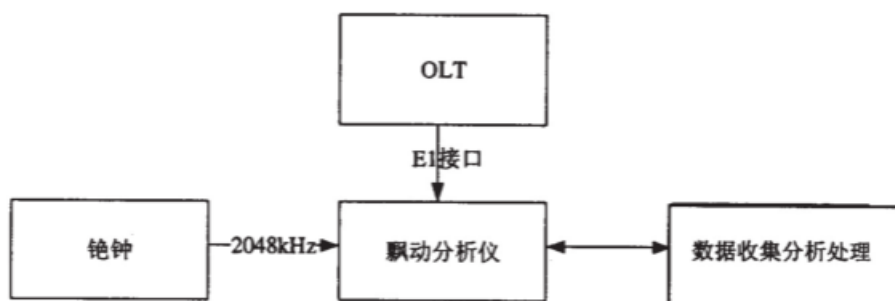 OLT
E1接口
铯钟
2048kHz
飘动分析仪
数据收集分析处理